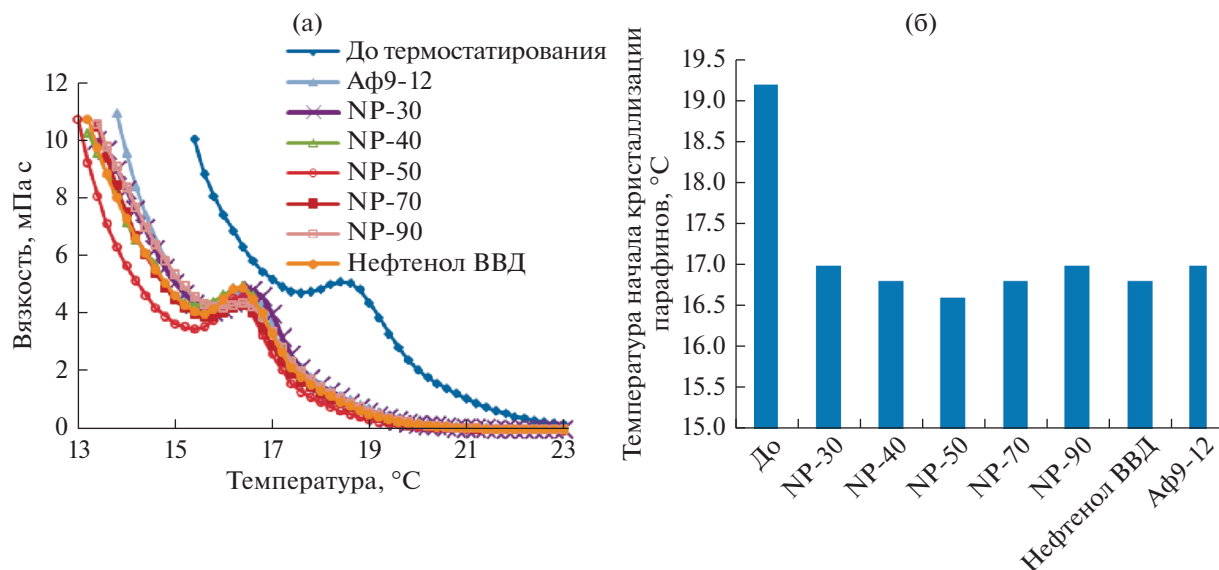 (а)
До термостатирования
Аф9-12
NP-30
NP-40
NP-50
NP-70
NP-90
Нефтенол ВВД
Вязкость, мПа с
12
10
8
6
4
2
0
13
15
17
19
21
23
Температура, °C
(б)
Температура начала кристаллизации
парафинов, °C
19.5
19.0
18.5
18.0
17.5
17.0
16.5
16.0
15.5
15.0
До
NP-30
NP-40
NP-50
NP-70
NP-90
Нефтенол ВВД
Аф9-12